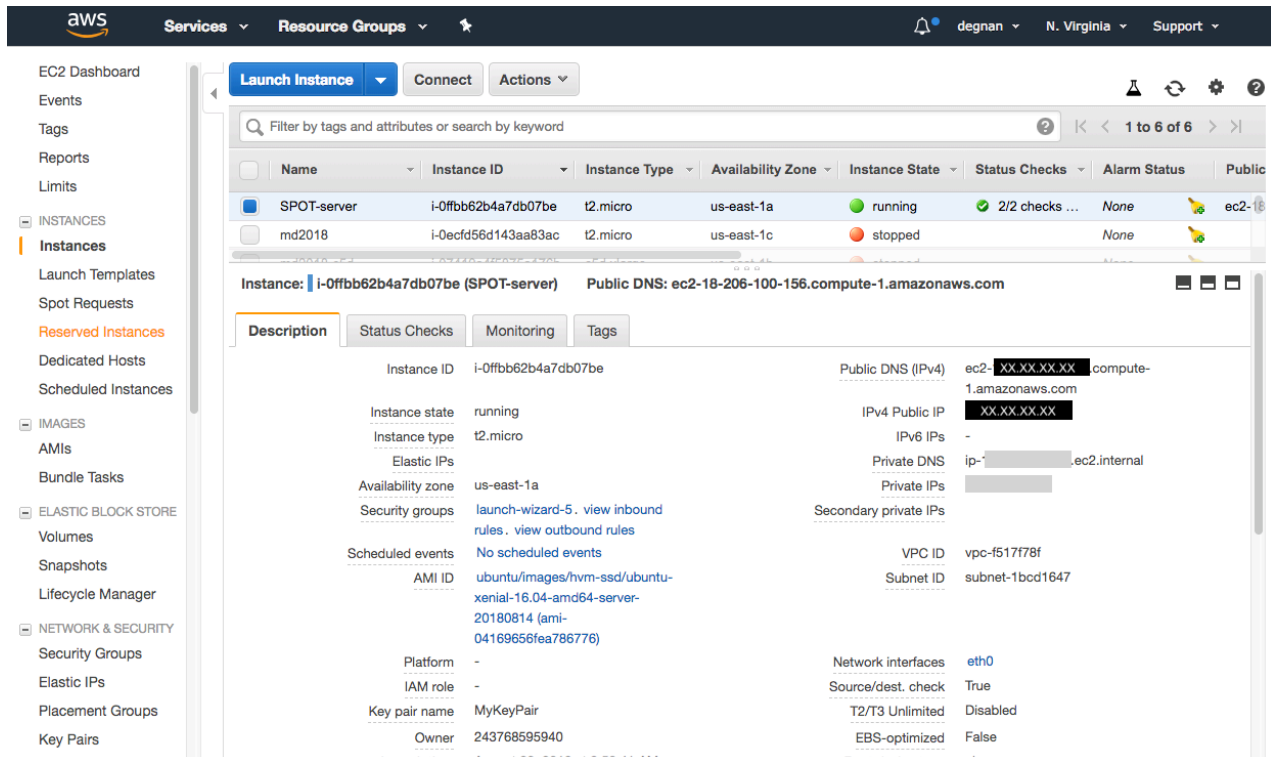 aws Services Resource Groups degnan N. Virginia Support
EC2 Dashboard
Events
Tags
Reports
Limits
INSTANCES
Instances
Launch Templates
Spot Requests
Reserved Instances
Dedicated Hosts
Scheduled Instances
IMAGES
AMIs
Bundle Tasks
ELASTIC BLOCK STORE
Volumes
Snapshots
Lifecycle Manager
NETWORK & SECURITY
Security Groups
Elastic IPs
Placement Groups
Key Pairs
Launch Instance Connect Actions
Filter by tags and attributes or search by keyword 1 to 6 of 6
Name Instance ID Instance Type Availability Zone Instance State Status Checks Alarm Status Public
SPOT-server i-0ffbb62b4a7db07be t2.micro us-east-1a running 2/2 checks ... None ec2-18
md2018 i-0ecfd56d143aa83ac t2.micro us-east-1c stopped None
Instance: i-0ffbb62b4a7db07be (SPOT-server) Public DNS: ec2-18-206-100-156.compute-1.amazonaws.com
Description Status Checks Monitoring Tags
Instance ID i-0ffbb62b4a7db07be
Instance state running
Instance type t2.micro
Elastic IPs
Availability zone us-east-1a
Security groups launch-wizard-5. view inbound
rules. view outbound rules
Scheduled events No scheduled events
AMI ID ubuntu/images/hvm-ssd/ubuntu-
xenial-16.04-amd64-server-
20180814 (ami-
04169656fea786776)
Platform -
IAM role -
Key pair name MyKeyPair
Owner 243768595940
Public DNS (IPv4) ec2- XX.XX.XX.XX .compute-
1.amazonaws.com
IPv4 Public IP XX.XX.XX.XX
IPv6 IPs -
Private DNS ip- .ec2.internal
Private IPs
Secondary private IPs
VPC ID vpc-f517f78f
Subnet ID subnet-1bcd1647
Network interfaces eth0
Source/dest. check True
T2/T3 Unlimited Disabled
EBS-optimized False